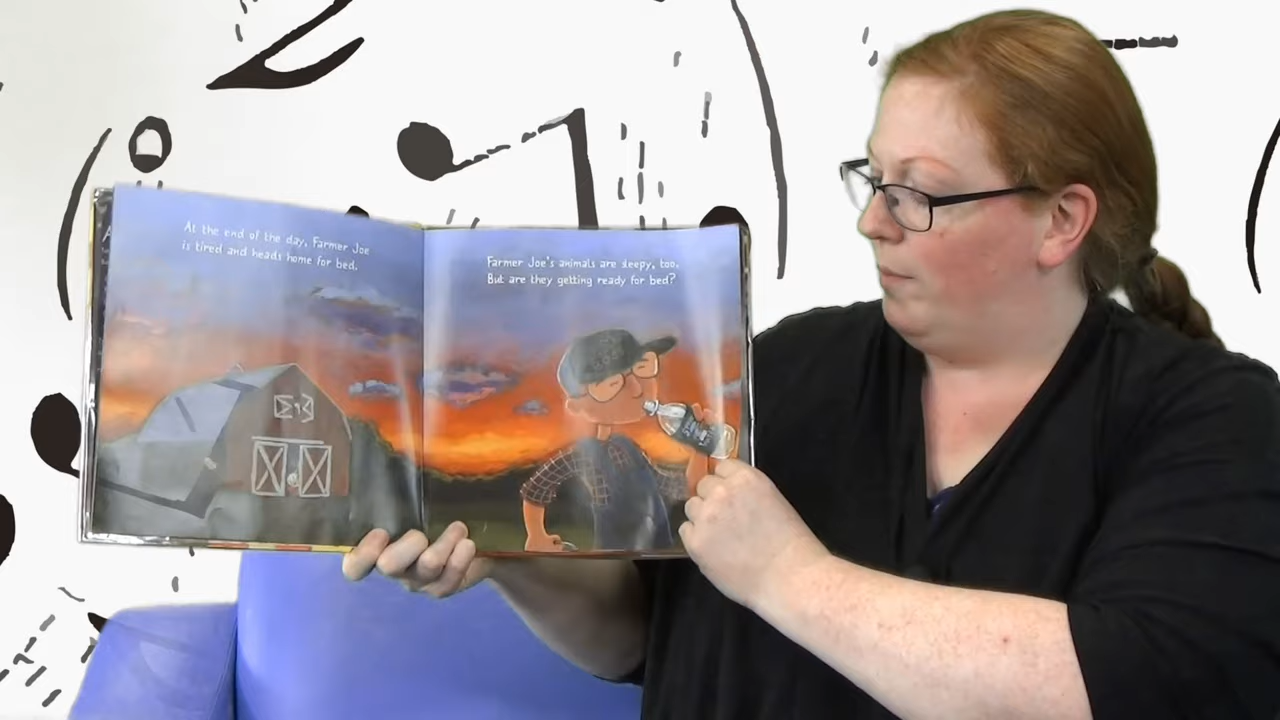 At the end of the day, Farmer Joe
is tired and heads home for bed.
Farmer Joe's animals are sleepy, too.
But are they getting ready for bed?